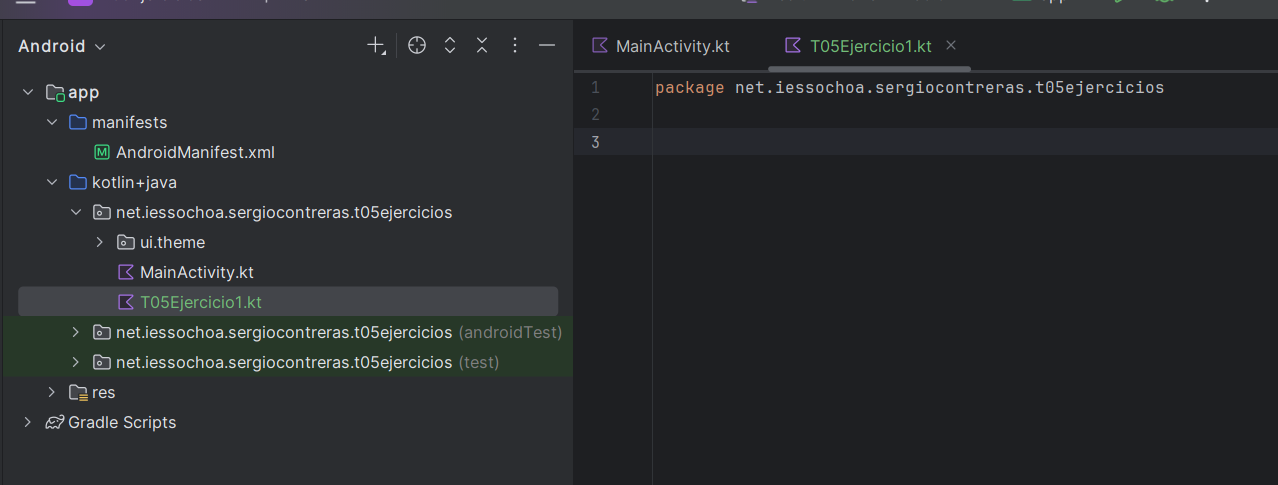 Android
app
manifests
AndroidManifest.xml
kotlin+java
net.iessochoa.sergiocontreras.t05ejercicios
ui.theme
MainActivity.kt
T05Ejercicio1.kt
net.iessochoa.sergiocontreras.t05ejercicios (androidTest)
net.iessochoa.sergiocontreras.t05ejercicios (test)
res
Gradle Scripts
MainActivity.kt T05Ejercicio1.kt
1 package net.iessochoa.sergiocontreras.t05ejercicios
2
3